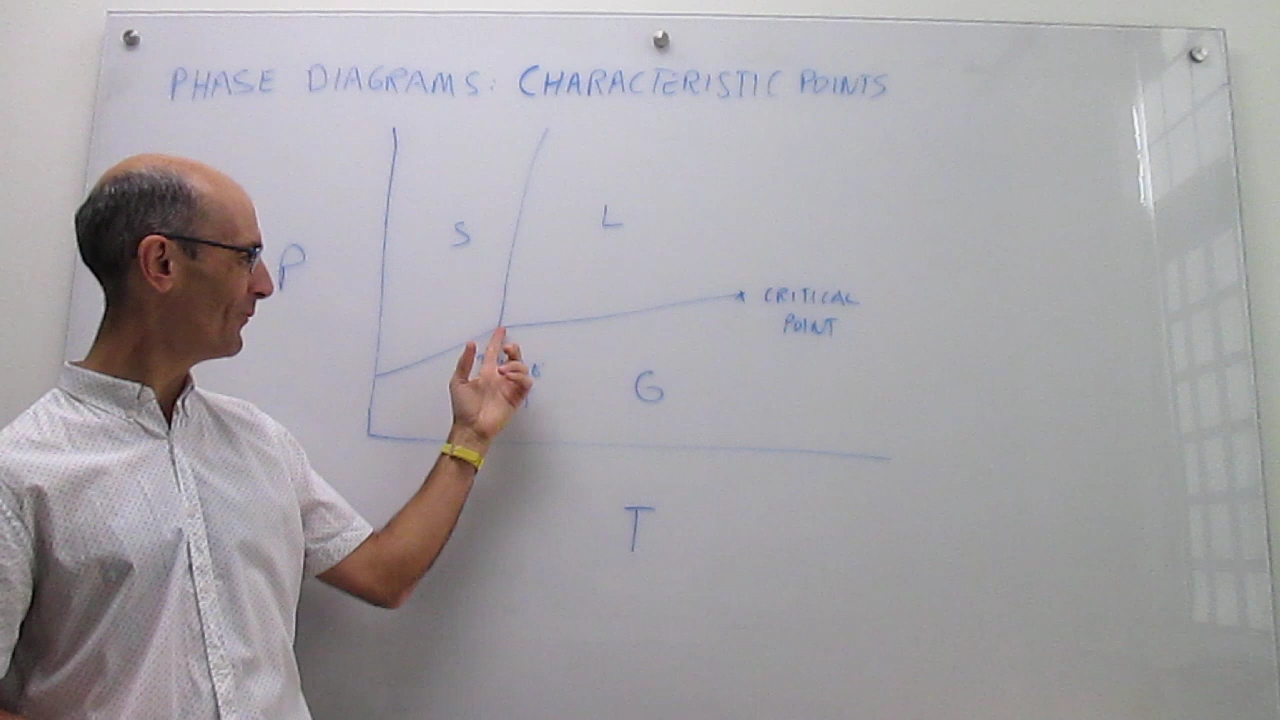 PHASE DIAGRAMS: CHARACTERISTIC POINTS
S
L
P
CRITICAL
POINT
G
T